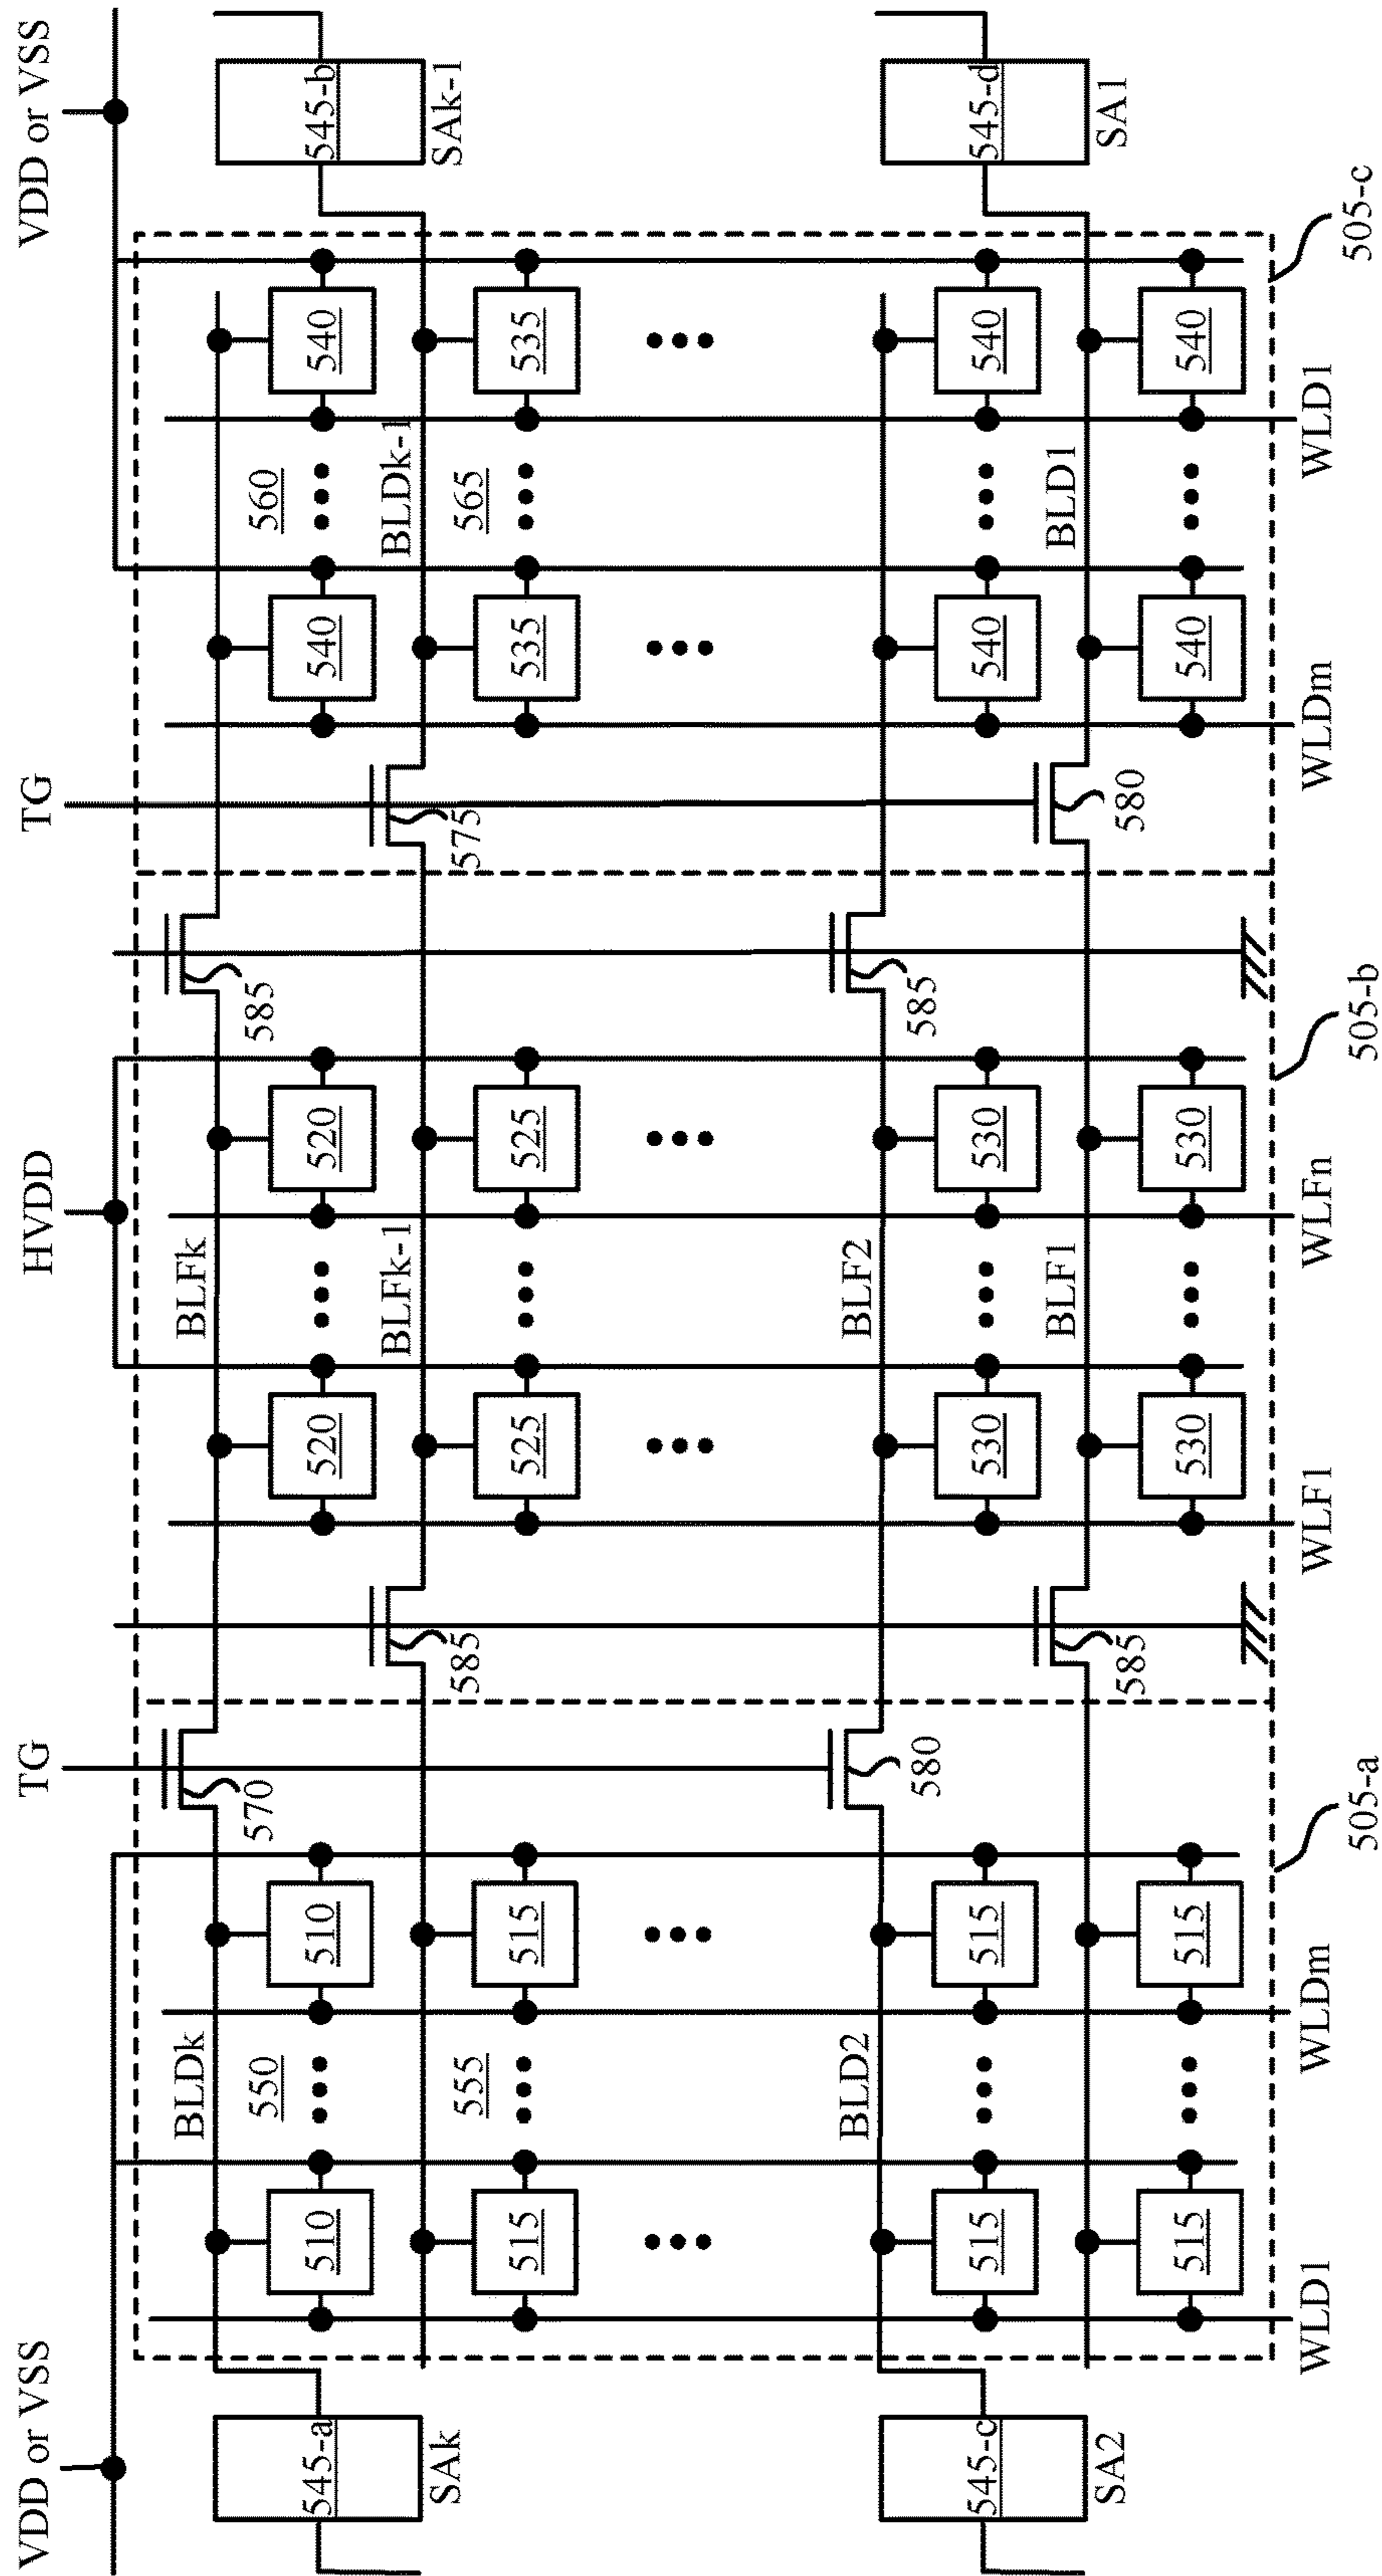 VDD or VSS TG HVDD TG VDD or VSS
BLDk BLFk
550 570 585 560
545-a 510 510 520 520 540 540 545-b
BLFk-1 BLDk-1
SAk SAk-1
555 585 575 565
515 515 525 525 535 535
BLD2 BLF2
580 585
545-c 515 515 530 530 540 540 545-d
BLF1 BLD1
SA2 SA1
585 580
515 515 530 530 540 540
WLD1 WLDm WLF1 WLFn WLDm WLD1
505-a 505-b 505-c